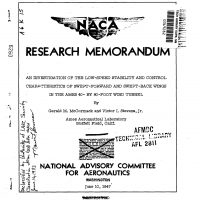 NACA
RESEARCH MEMORANDUM
AN INVESTIGATION OF THE LOW-SPEED STABILITY AND CONTROL
CHARACTERISTICS OF SWEPT-FORWARD AND SWEPT-BACK WINGS
IN THE AMES 40- BY 80-FOOT WIND TUNNEL
By
Gerald M. McCormack and Victor I. Stevens, Jr.
Ames Aeronautical Laboratory
Moffett Field, Calif.
AFMDC
TECHNICAL LIBRARY
AFL 2811
NATIONAL ADVISORY COMMITTEE
FOR AERONAUTICS
WASHINGTON
June 10, 1947